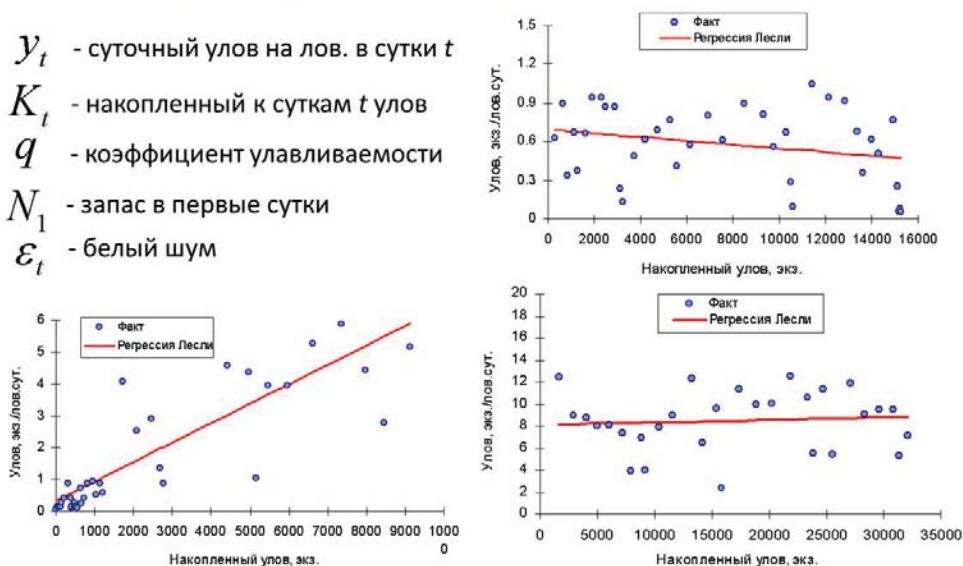 y_t - суточный улов на лов. в сутки t
K_t - накопленный к суткам t улов
q - коэффициент улавливаемости
N_1 - запас в первые сутки
ε_t - белый шум
Факт
Регрессия Лесли
Улов, экз./лов.сут.
1.5
1.2
0.9
0.6
0.3
0
0 2000 4000 6000 8000 10000 12000 14000 16000
Накопленный улов, экз.
Факт
Регрессия Лесли
Улов, экз./лов.сут.
6
5
4
3
2
1
0
0 1000 2000 3000 4000 5000 6000 7000 8000 9000 1000
0
Накопленный улов, экз.
Факт
Регрессия Лесли
Улов, экз./лов.сут.
20
18
16
14
12
10
8
6
4
2
0
0 5000 10000 15000 20000 25000 30000 35000
Накопленный улов, экз.